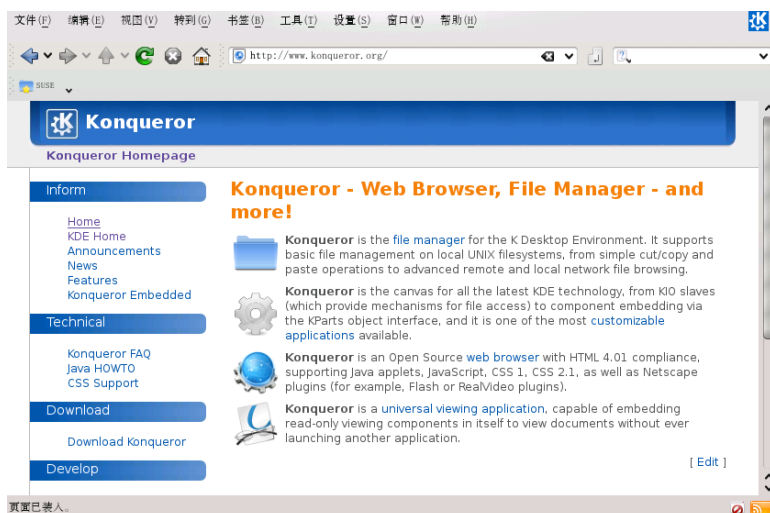 文件(F) 编辑(E) 视图(V) 转到(G) 书签(B) 工具(T) 设置(S) 窗口(W) 帮助(H)
http://www.konqueror.org/
SUSE
Konqueror
Konqueror Homepage
Inform
Home
KDE Home
Announcements
News
Features
Konqueror Embedded
Technical
Konqueror FAQ
Java HOWTO
CSS Support
Download
Download Konqueror
Develop
Konqueror - Web Browser, File Manager - and
more!
Konqueror is the file manager for the K Desktop Environment. It supports
basic file management on local UNIX filesystems, from simple cut/copy and
paste operations to advanced remote and local network file browsing.
Konqueror is the canvas for all the latest KDE technology, from KIO slaves
(which provide mechanisms for file access) to component embedding via
the KParts object interface, and it is one of the most customizable
applications available.
Konqueror is an Open Source web browser with HTML 4.01 compliance,
supporting Java applets, JavaScript, CSS 1, CSS 2.1, as well as Netscape
plugins (for example, Flash or RealVideo plugins).
Konqueror is a universal viewing application, capable of embedding
read-only viewing components in itself to view documents without ever
launching another application.
[ Edit ]
页面已装入。